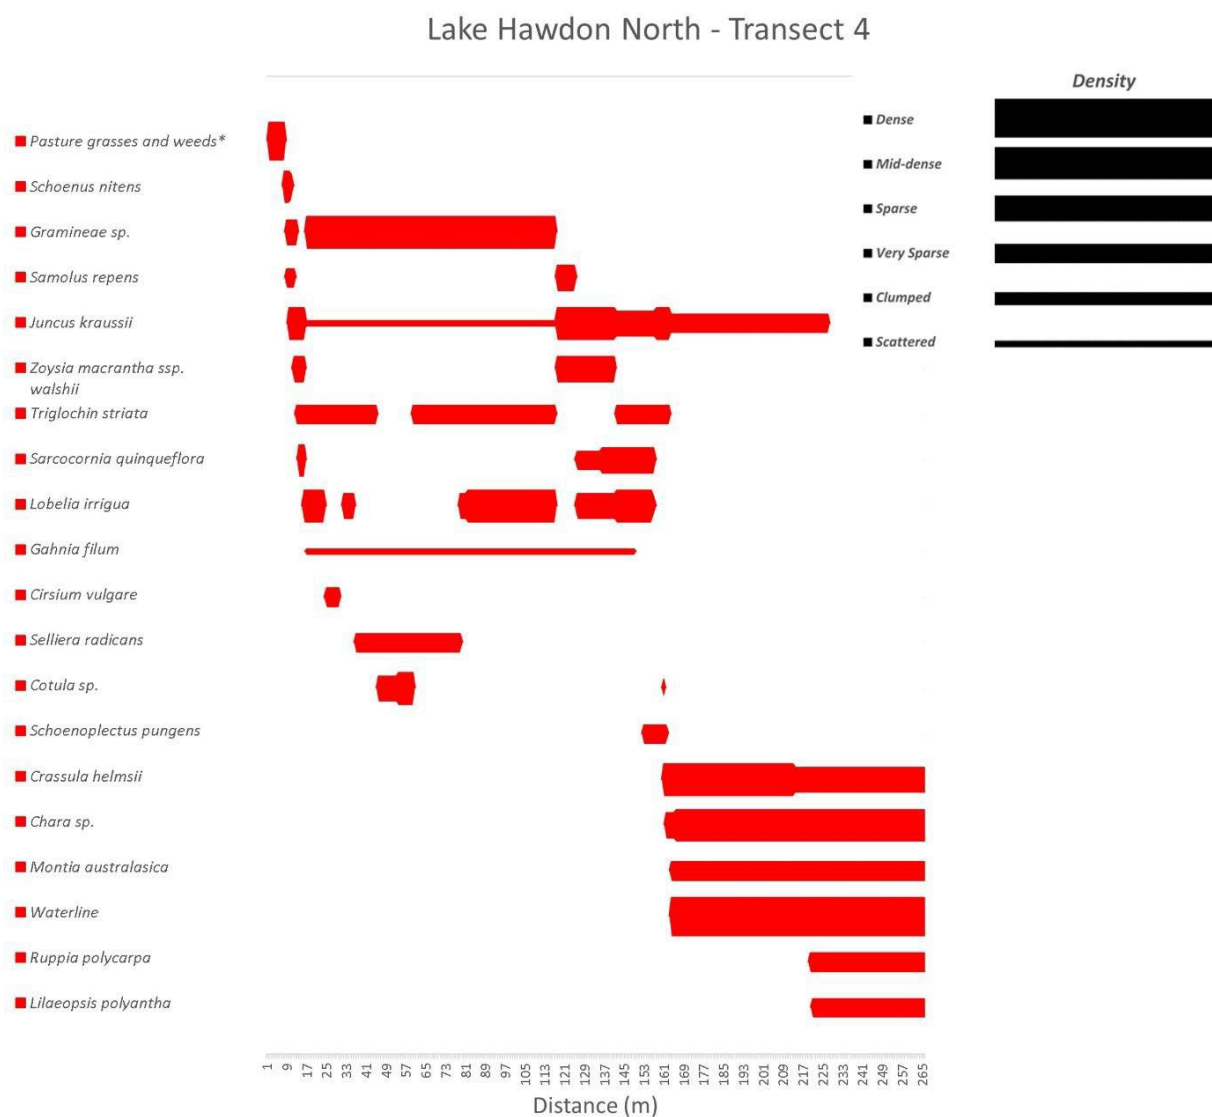 Lake Hawdon North - Transect 4
Density
Dense
Mid-dense
Sparse
Very Sparse
Clumped
Scattered
Pasture grasses and weeds*
Schoenus nitens
Gramineae sp.
Samolus repens
Juncus kraussii
Zoysia macrantha ssp.
walshii
Triglochin striata
Sarcocornia quinqueflora
Lobelia irrigua
Gahnia filum
Cirsium vulgare
Selliera radicans
Cotula sp.
Schoenoplectus pungens
Crassula helmsii
Chara sp.
Montia australasica
Waterline
Ruppia polycarpa
Lilaeopsis polyantha
1 9 17 25 33 41 49 57 65 73 81 89 97 105 113 121 129 137 145 153 161 169 177 185 193 201 209 217 225 233 241 249 257 265
Distance (m)